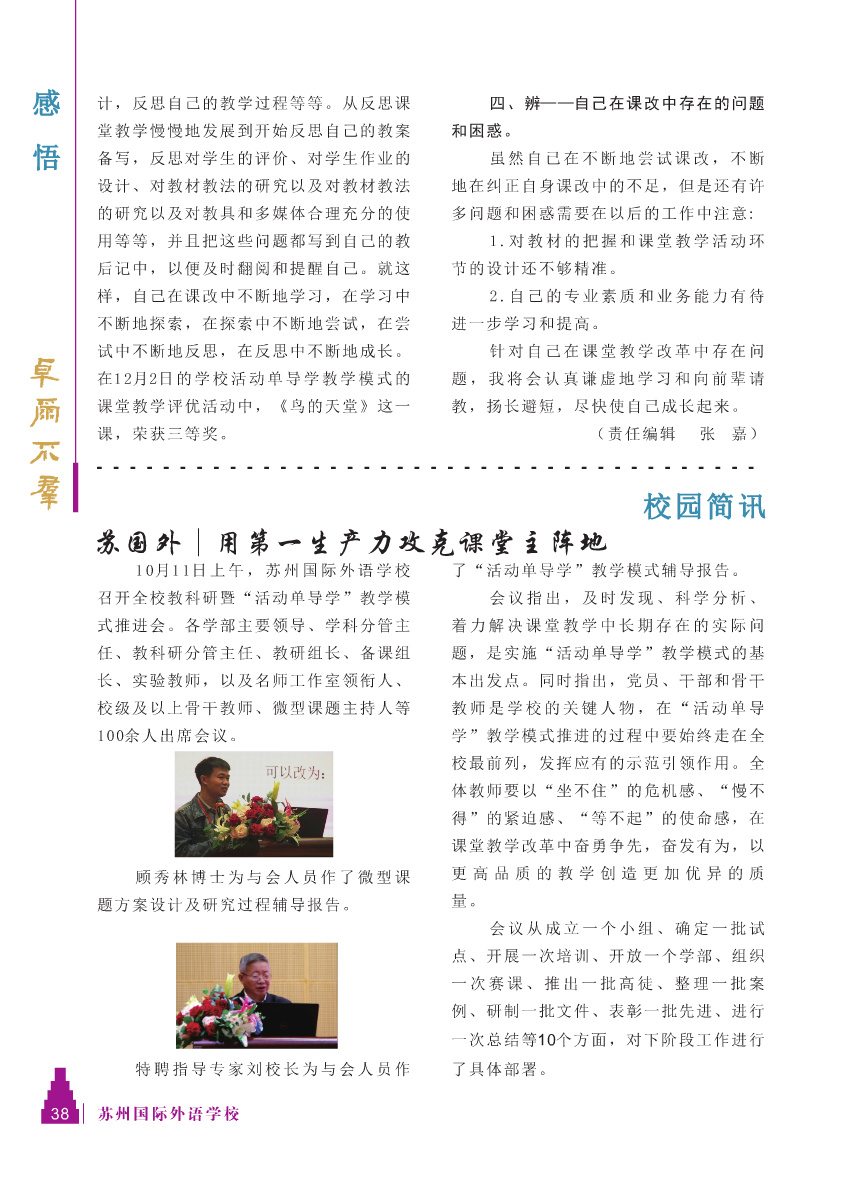 感
悟
卓
尔
不
群
计，反思自己的教学过程等等。从反思课
堂教学慢慢地发展到开始反思自己的教案
备写，反思对学生的评价、对学生作业的
设计、对教材教法的研究以及对教材教法
的研究以及对教具和多媒体合理充分的使
用等等，并且把这些问题都写到自己的教
后记中，以便及时翻阅和提醒自己。就这
样，自己在课改中不断地学习，在学习中
不断地探索，在探索中不断地尝试，在尝
试中不断地反思，在反思中不断地成长。
在12月2日的学校活动单导学教学模式的
课堂教学评优活动中，《鸟的天堂》这一
课，荣获三等奖。
四、辨——自己在课改中存在的问题
和困惑。
虽然自己在不断地尝试课改，不断
地在纠正自身课改中的不足，但是还有许
多问题和困惑需要在以后的工作中注意:
1.对教材的把握和课堂教学活动环
节的设计还不够精准。
2.自己的专业素质和业务能力有待
进一步学习和提高。
针对自己在课堂教学改革中存在问
题，我将会认真谦虚地学习和向前辈请
教，扬长避短，尽快使自己成长起来。
（责任编辑　张　嘉）
校园简讯
苏国外｜用第一生产力攻克课堂主阵地
10月11日上午，苏州国际外语学校
召开全校教科研暨“活动单导学”教学模
式推进会。各学部主要领导、学科分管主
任、教科研分管主任、教研组长、备课组
长、实验教师，以及名师工作室领衔人、
校级及以上骨干教师、微型课题主持人等
100余人出席会议。
可以改为:
顾秀林博士为与会人员作了微型课
题方案设计及研究过程辅导报告。
特聘指导专家刘校长为与会人员作
了“活动单导学”教学模式辅导报告。
会议指出，及时发现、科学分析、
着力解决课堂教学中长期存在的实际问
题，是实施“活动单导学”教学模式的基
本出发点。同时指出，党员、干部和骨干
教师是学校的关键人物，在“活动单导
学”教学模式推进的过程中要始终走在全
校最前列，发挥应有的示范引领作用。全
体教师要以“坐不住”的危机感、“慢不
得”的紧迫感、“等不起”的使命感，在
课堂教学改革中奋勇争先，奋发有为，以
更高品质的教学创造更加优异的质
量。
会议从成立一个小组、确定一批试
点、开展一次培训、开放一个学部、组织
一次赛课、推出一批高徒、整理一批案
例、研制一批文件、表彰一批先进、进行
一次总结等10个方面，对下阶段工作进行
了具体部署。
38
苏州国际外语学校